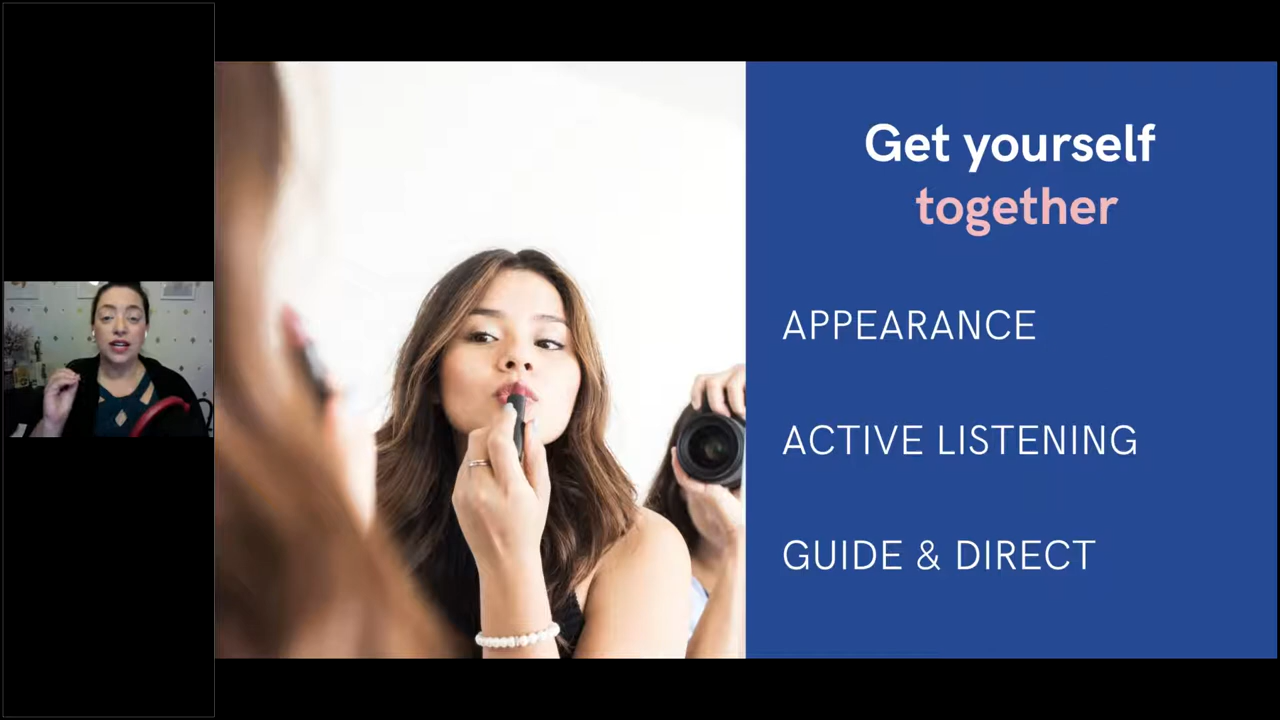 Get yourself
together
APPEARANCE
ACTIVE LISTENING
GUIDE & DIRECT